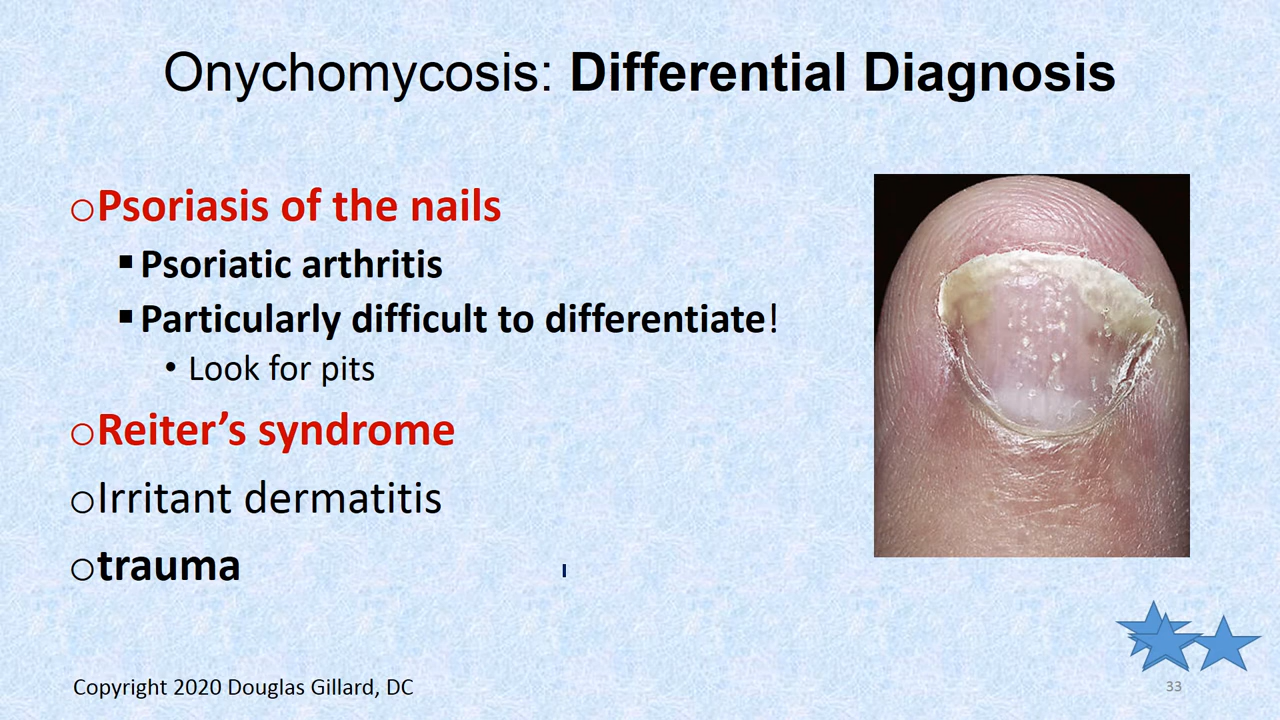 Onychomycosis: Differential Diagnosis
Psoriasis of the nails
Psoriatic arthritis
Particularly difficult to differentiate!
Look for pits
Reiter’s syndrome
Irritant dermatitis
trauma
Copyright 2020 Douglas Gillard, DC
33